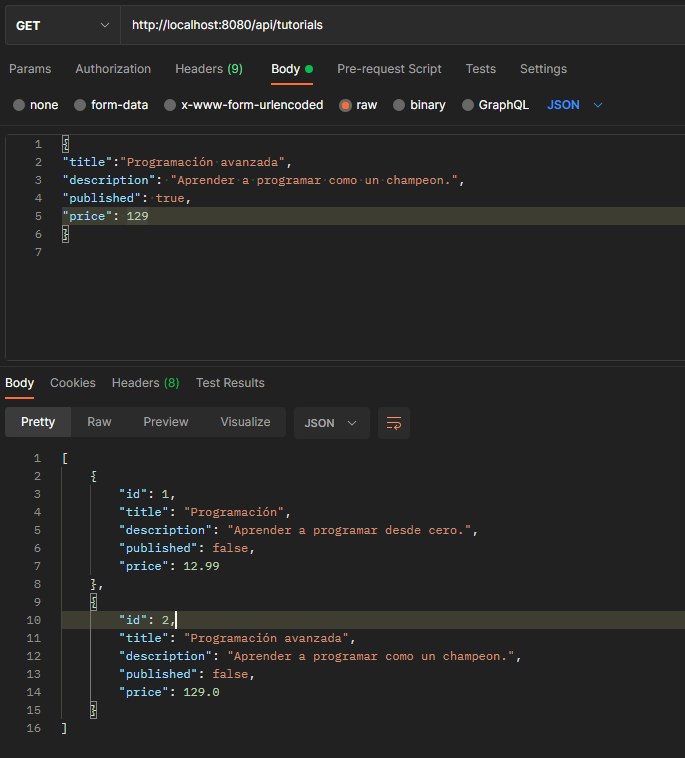 GET http://localhost:8080/api/tutorials
Params Authorization Headers (9) Body Pre-request Script Tests Settings
none form-data x-www-form-urlencoded raw binary GraphQL JSON
1 {
2 "title":"Programación avanzada",
3 "description": "Aprender a programar como un champeon.",
4 "published": true,
5 "price": 129
6 }
7
Body Cookies Headers (8) Test Results
Pretty Raw Preview Visualize JSON
1 [
2 {
3 "id": 1,
4 "title": "Programación",
5 "description": "Aprender a programar desde cero.",
6 "published": false,
7 "price": 12.99
8 },
9 {
10 "id": 2,
11 "title": "Programación avanzada",
12 "description": "Aprender a programar como un champeon.",
13 "published": false,
14 "price": 129.0
15 }
16 ]